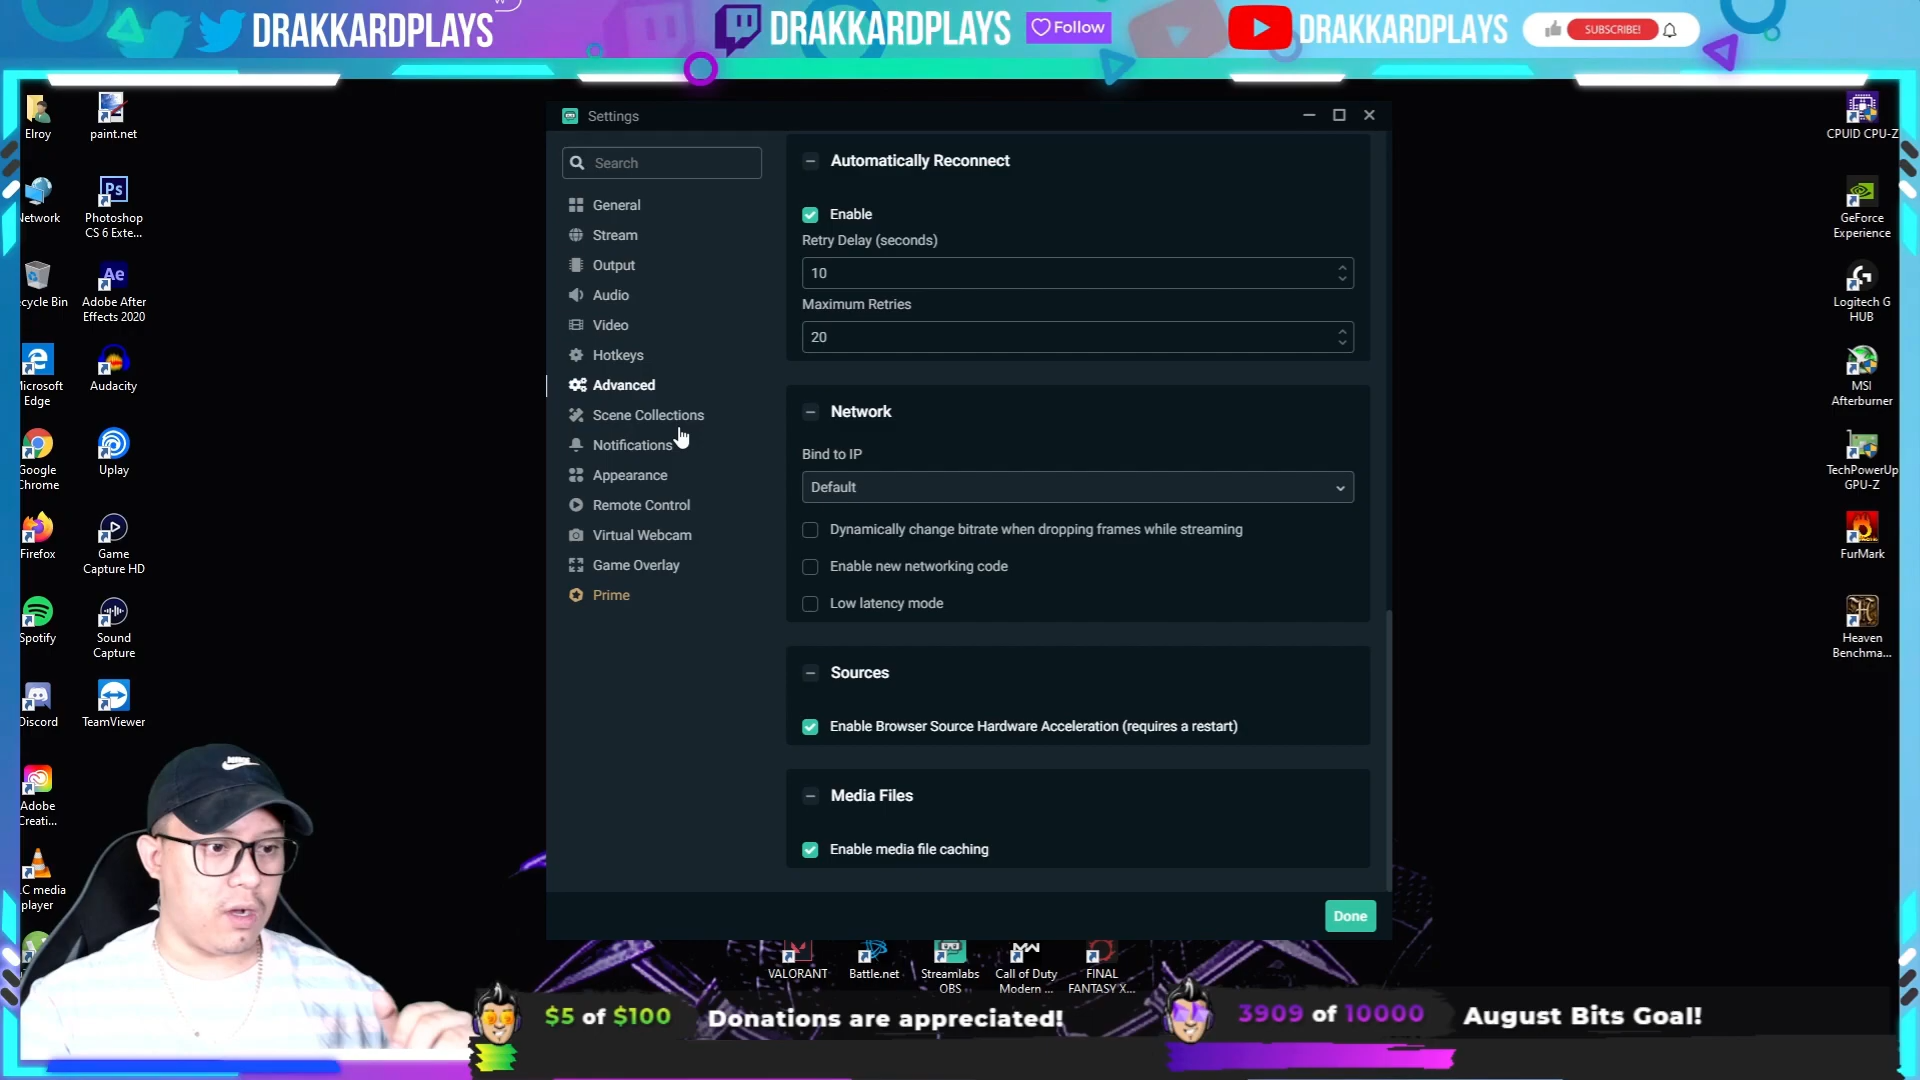 DRAKKARDPLAYS
DRAKKARDPLAYS
Follow
DRAKKARDPLAYS
SUBSCRIBE!
Elroy
paint.net
Network
Photoshop
CS 6 Exte...
ecycle Bin
Adobe After
Effects 2020
Microsoft
Edge
Audacity
Google
Chrome
Uplay
Firefox
Game
Capture HD
Spotify
Sound
Capture
Discord
TeamViewer
Adobe
Creati...
LC media
player
Settings
Search
General
Stream
Output
Audio
Video
Hotkeys
Advanced
Scene Collections
Notifications
Appearance
Remote Control
Virtual Webcam
Game Overlay
Prime
Automatically Reconnect
Enable
Retry Delay (seconds)
10
Maximum Retries
20
Network
Bind to IP
Default
Dynamically change bitrate when dropping frames while streaming
Enable new networking code
Low latency mode
Sources
Enable Browser Source Hardware Acceleration (requires a restart)
Media Files
Enable media file caching
Done
CPUID CPU-Z
GeForce
Experience
Logitech G
HUB
MSI
Afterburner
TechPowerUp
GPU-Z
FurMark
Heaven
Benchma...
VALORANT
Battle.net
Streamlabs
OBS
Call of Duty
Modern ...
FINAL
FANTASY X...
$5 of $100
Donations are appreciated!
3909 of 10000
August Bits Goal!